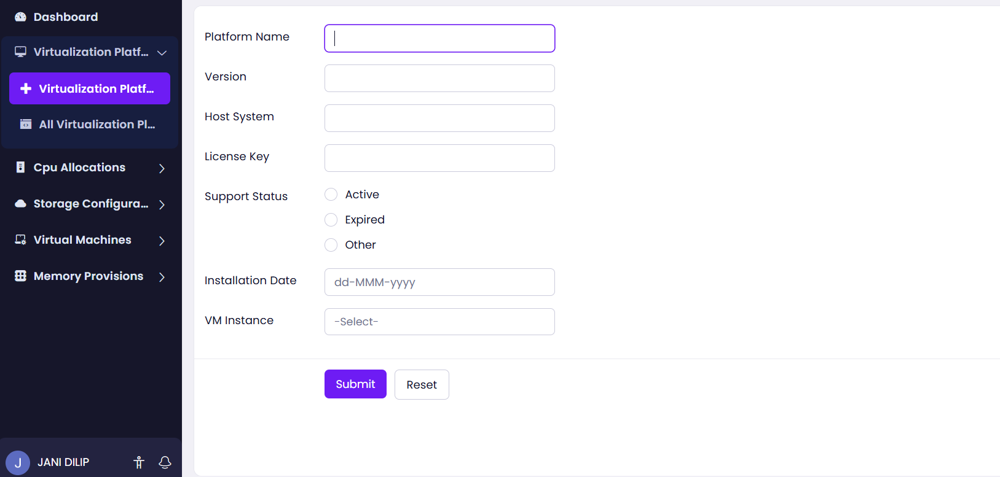 Dashboard
Virtualization Platf...
Virtualization Platf...
All Virtualization Pl...
Cpu Allocations
Storage Configura...
Virtual Machines
Memory Provisions
J
JANI DILIP
Platform Name
Version
Host System
License Key
Support Status
Active
Expired
Other
Installation Date
dd-MMM-yyyy
VM Instance
-Select-
Submit
Reset